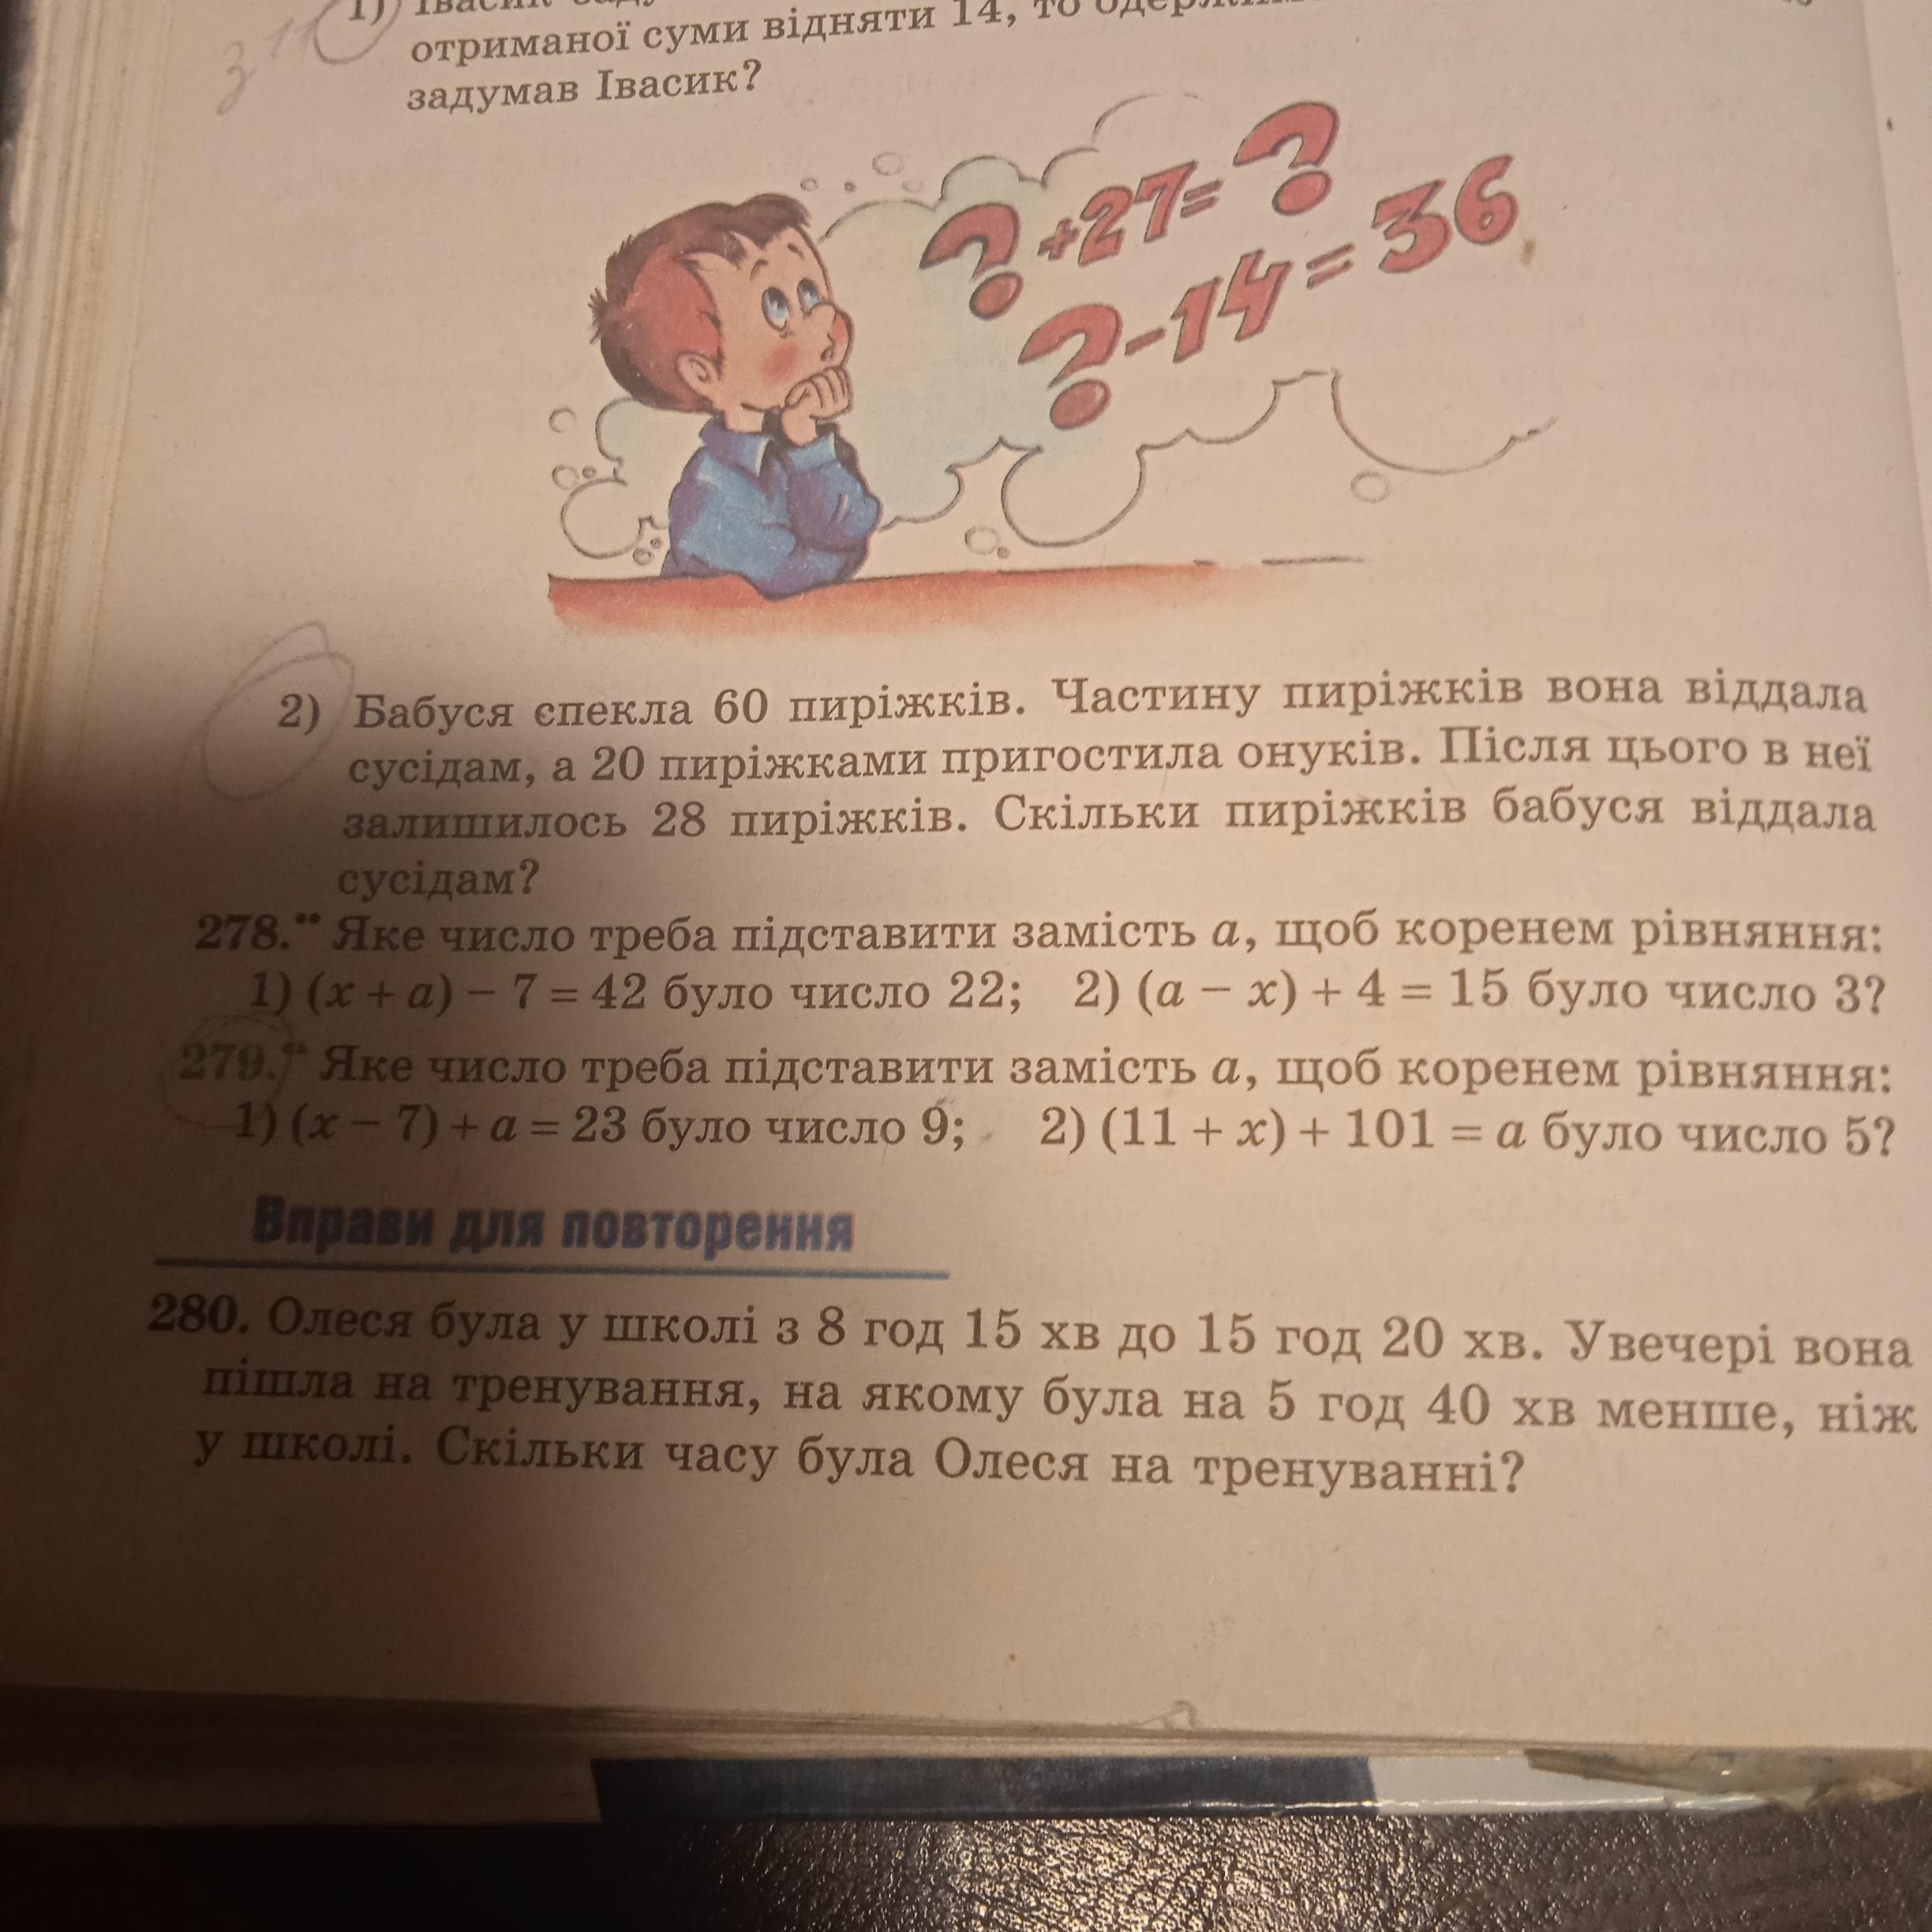 1) Івасик
отриманої суми відняти 14, то
задумав Івасик?
?+27=?
?-14=36
2) Бабуся спекла 60 пиріжків. Частину пиріжків вона віддала
сусідам, а 20 пиріжками пригостила онуків. Після цього в неї
залишилось 28 пиріжків. Скільки пиріжків бабуся віддала
сусідам?
278.•• Яке число треба підставити замість a, щоб коренем рівняння:
1) (x + a) − 7 = 42 було число 22; 2) (a − x) + 4 = 15 було число 3?
279.•• Яке число треба підставити замість a, щоб коренем рівняння:
1) (x − 7) + a = 23 було число 9; 2) (11 + x) + 101 = a було число 5?
Вправи для повторення
280. Олеся була у школі з 8 год 15 хв до 15 год 20 хв. Увечері вона
пішла на тренування, на якому була на 5 год 40 хв менше, ніж
у школі. Скільки часу була Олеся на тренуванні?